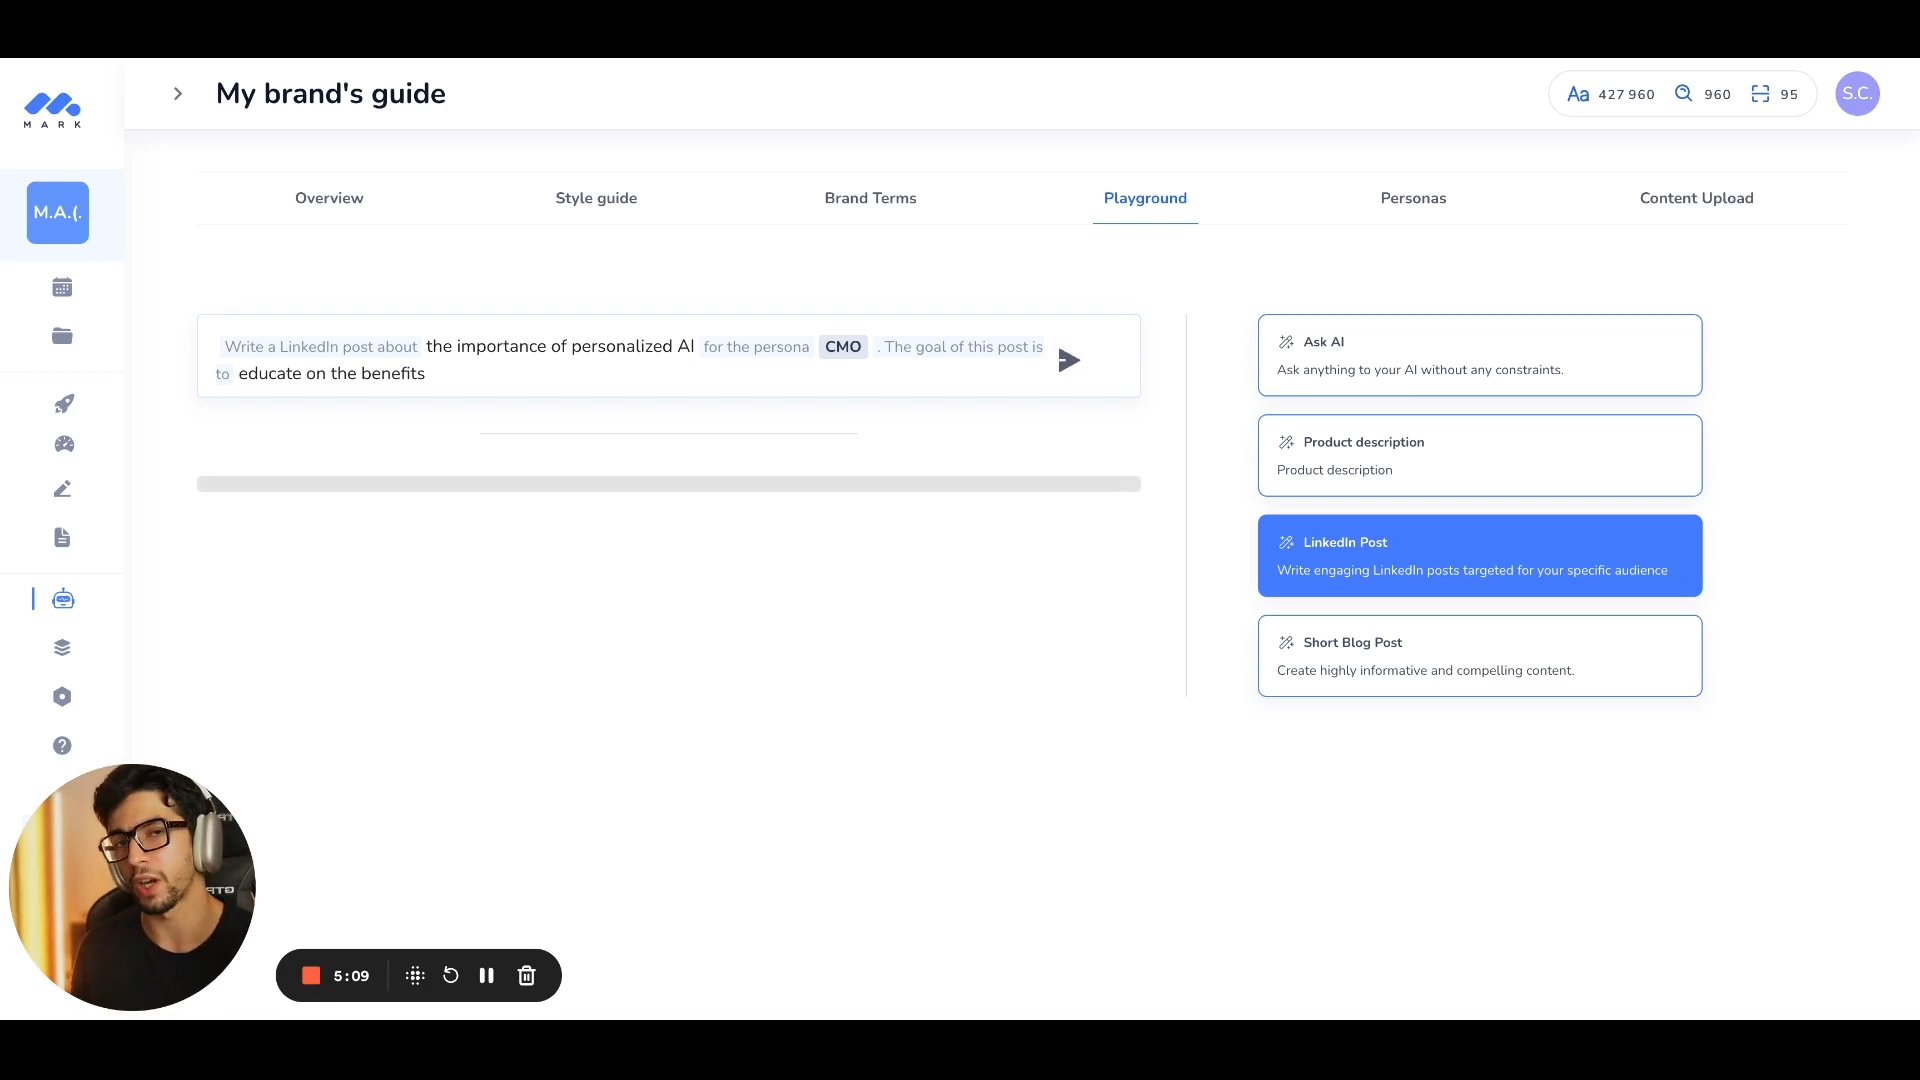 MARK
My brand's guide
Aa 427 960 960 95
S.C.
M.A.(.
Overview Style guide Brand Terms Playground Personas Content Upload
Write a LinkedIn post about the importance of personalized AI for the persona CMO . The goal of this post is
to educate on the benefits
Ask AI
Ask anything to your AI without any constraints.
Product description
Product description
LinkedIn Post
Write engaging LinkedIn posts targeted for your specific audience
Short Blog Post
Create highly informative and compelling content.
5:09